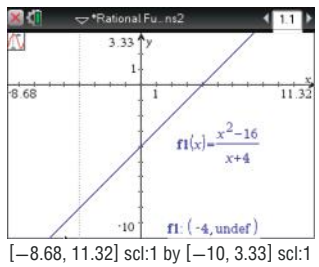 *Rational Fu...ns2 1.1
3.33 y
1
x
-8.68 1 11.32
f1(x)=x²-16/x+4
-10 f1: (-4, undef)
[−8.68, 11.32] scl:1 by [−10, 3.33] scl:1